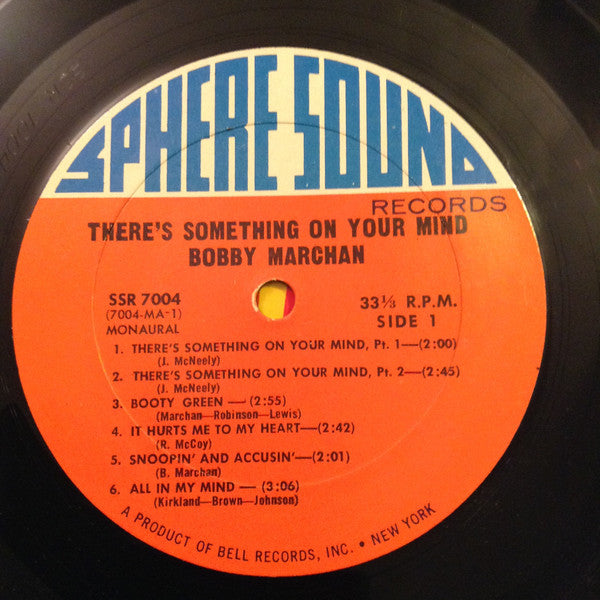 SPHERE SOUND
RECORDS
THERE'S SOMETHING ON YOUR MIND
BOBBY MARCHAN
SSR 7004
(7004-MA-1)
MONAURAL
33⅓ R.P.M.
SIDE 1
1. THERE'S SOMETHING ON YOUR MIND, Pt. 1—(2:00)
(J. McNeely)
2. THERE'S SOMETHING ON YOUR MIND, Pt. 2—(2:45)
(J. McNeely)
3. BOOTY GREEN — (2:55)
(Marchan—Robinson—Lewis)
4. IT HURTS ME TO MY HEART—(2:42)
(R. McCoy)
5. SNOOPIN' AND ACCUSIN'—(2:01)
(B. Marchan)
6. ALL IN MY MIND — (3:06)
(Kirkland—Brown—Johnson)
A PRODUCT OF BELL RECORDS, INC. • NEW YORK